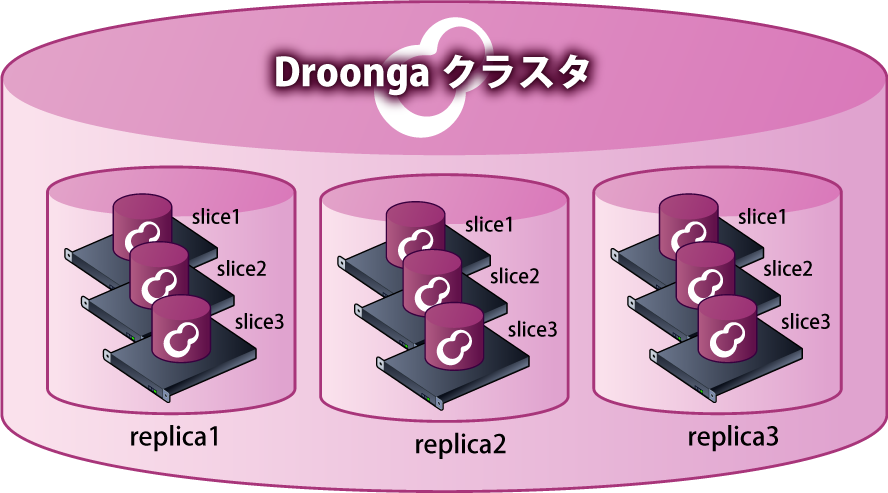 Droonga クラスタ
slice1
slice2
slice3
replica1
slice1
slice2
slice3
replica2
slice1
slice2
slice3
replica3